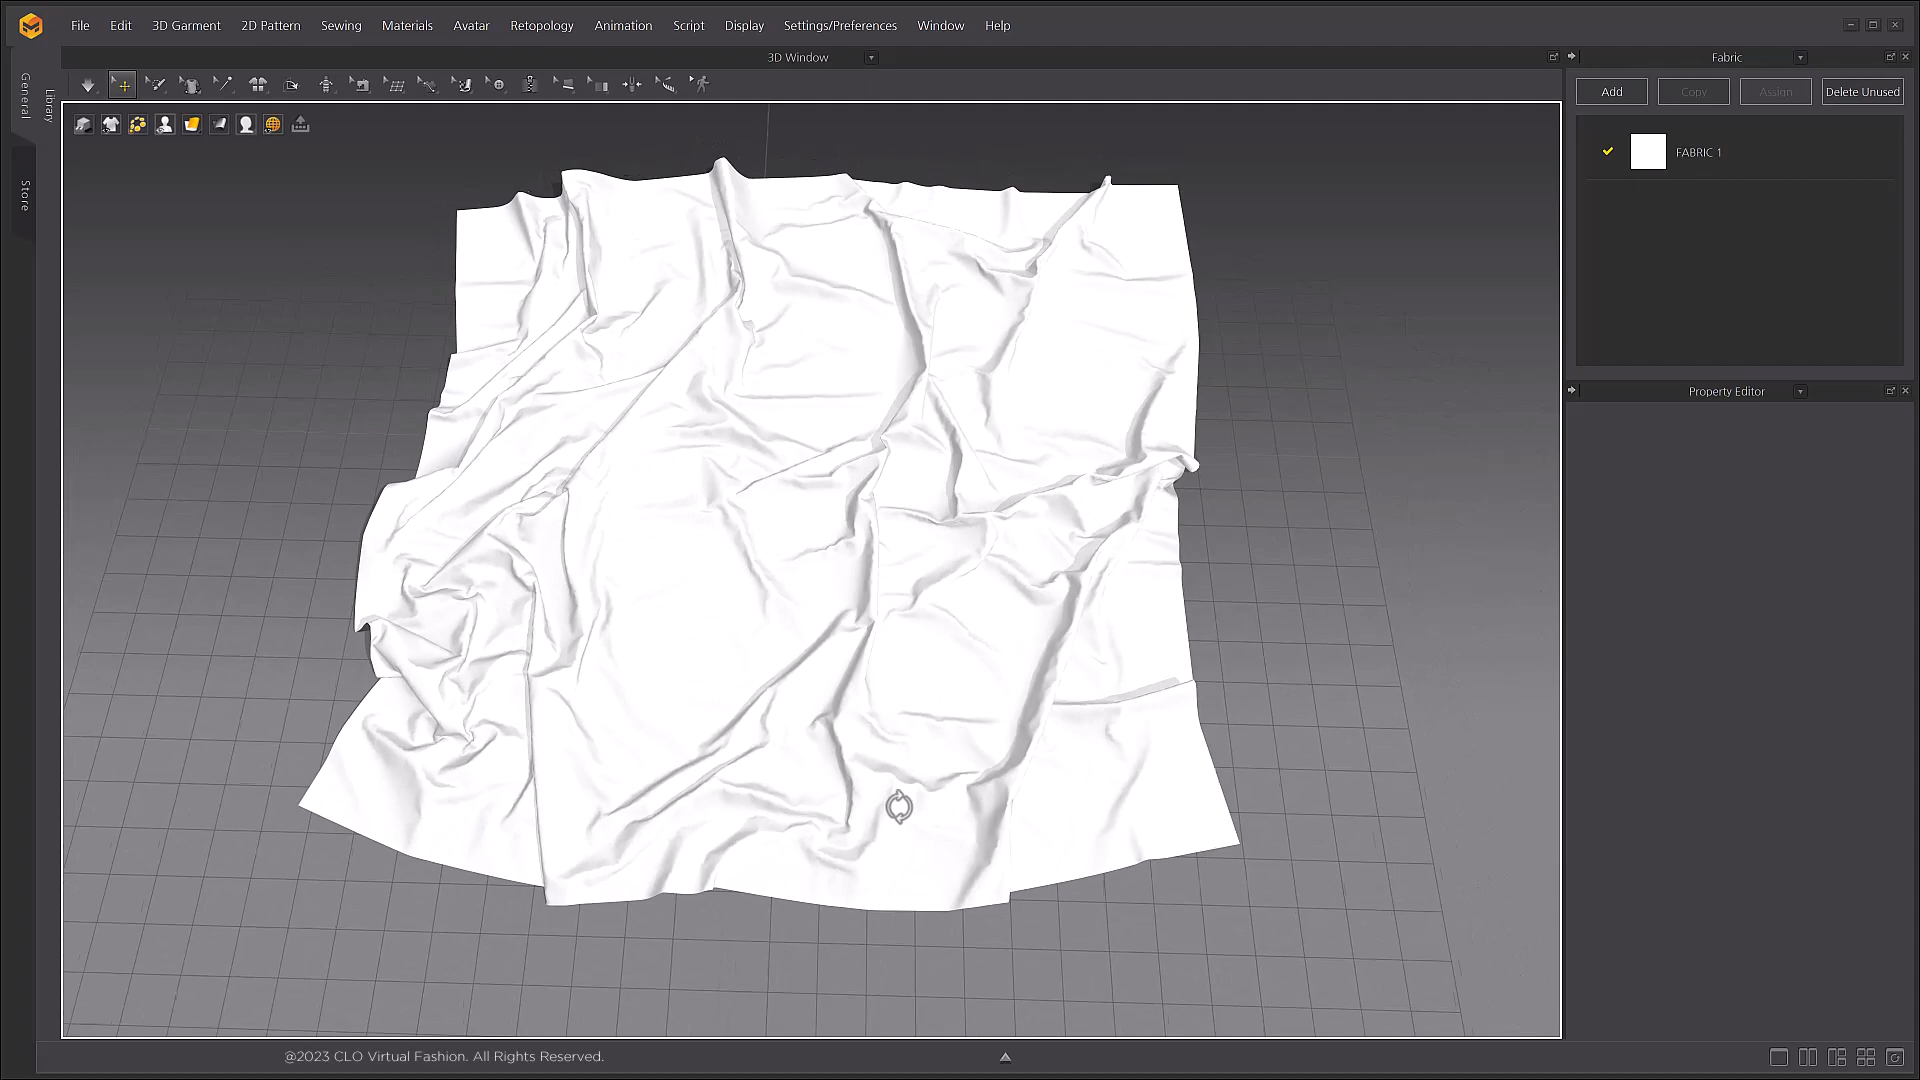 File Edit 3D Garment 2D Pattern Sewing Materials Avatar Retopology Animation Script Display Settings/Preferences Window Help
3D Window
Fabric
General
Library
Store
Add Copy Assign Delete Unused
FABRIC 1
Property Editor
@2023 CLO Virtual Fashion. All Rights Reserved.